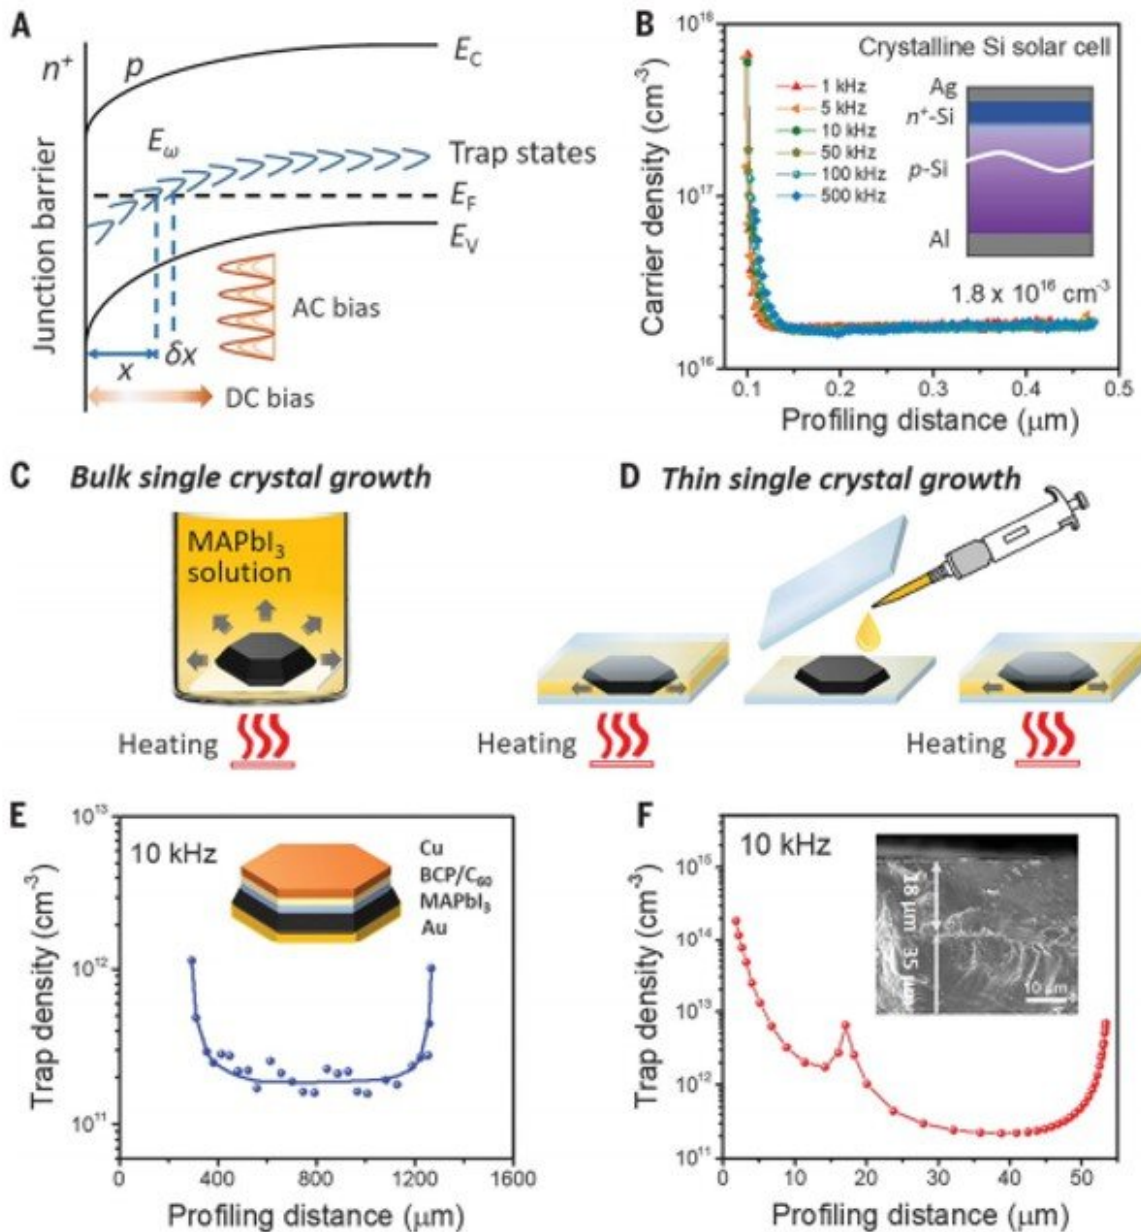 A
n+
p
EC
Eω
Trap states
EF
EV
Junction barrier
AC bias
x
δx
DC bias
B
Crystalline Si solar cell
1 kHz
5 kHz
10 kHz
50 kHz
100 kHz
500 kHz
Ag
n+-Si
p-Si
Al
1.8 x 10^16 cm-3
Carrier density (cm-3)
10^18
10^17
10^16
0.1 0.2 0.3 0.4 0.5
Profiling distance (μm)
C Bulk single crystal growth
MAPbI3
solution
Heating
D Thin single crystal growth
Heating
Heating
E
10 kHz
Cu
BCP/C60
MAPbI3
Au
Trap density (cm-3)
10^13
10^12
10^11
0 400 800 1200 1600
Profiling distance (μm)
F
10 kHz
18 μm
35 μm
10 μm
Trap density (cm-3)
10^15
10^14
10^13
10^12
10^11
0 10 20 30 40 50
Profiling distance (μm)